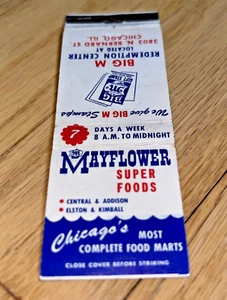 We give BIG M Stamps
BIG
BIG M
REDEMPTION CENTER
LOCATED AT
3803 N. BERNARD ST.
CHICAGO, ILL.
7 DAYS A WEEK
8 A.M. TO MIDNIGHT
THE MAYFLOWER
SUPER
FOODS
★ CENTRAL & ADDISON
★ ELSTON & KIMBALL
Chicago's MOST
COMPLETE FOOD MARTS
CLOSE COVER BEFORE STRIKING